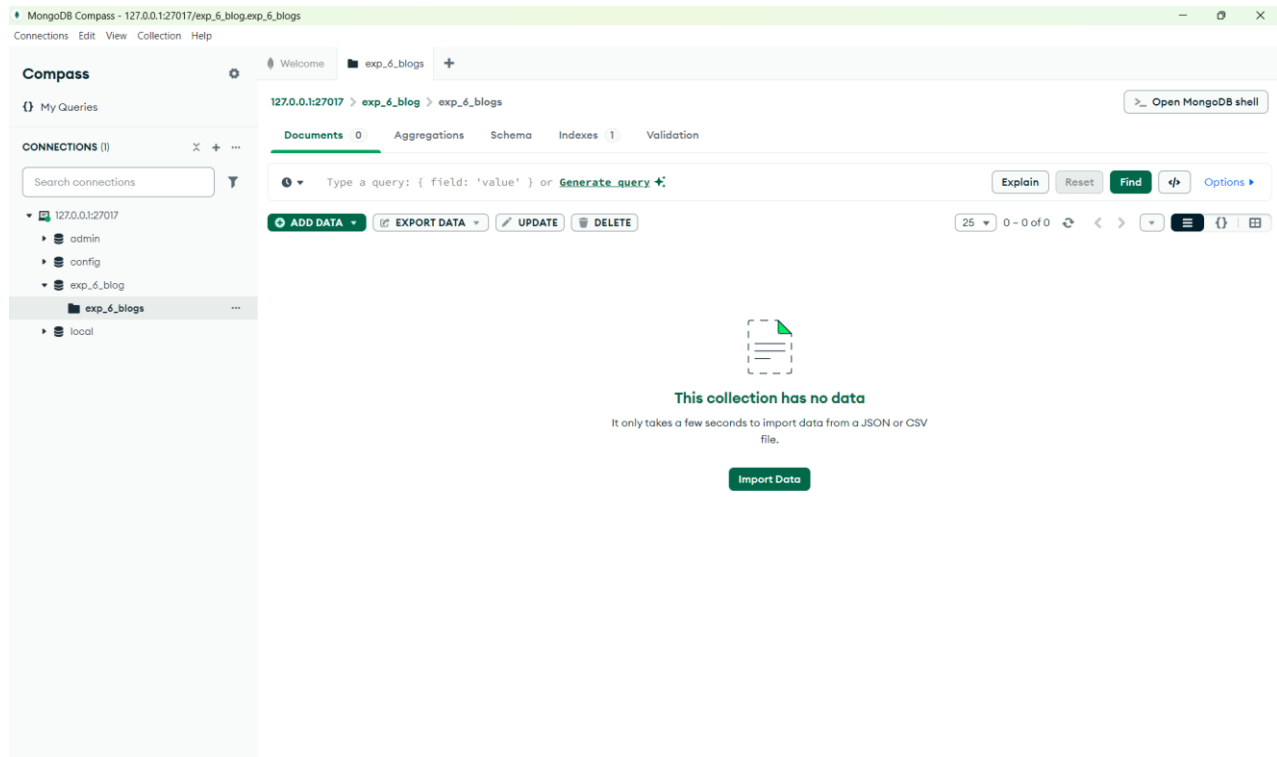 MongoDB Compass - 127.0.0.1:27017/exp_6_blog.exp_6_blogs
Connections Edit View Collection Help
Compass
Welcome
exp_6_blogs
{} My Queries
CONNECTIONS (1)
Search connections
127.0.0.1:27017
admin
config
exp_6_blog
exp_6_blogs
local
127.0.0.1:27017 > exp_6_blog > exp_6_blogs
>_ Open MongoDB shell
Documents 0 Aggregations Schema Indexes 1 Validation
Type a query: { field: 'value' } or Generate query
Explain Reset Find </> Options
ADD DATA EXPORT DATA UPDATE DELETE
25 0 – 0 of 0 {}
This collection has no data
It only takes a few seconds to import data from a JSON or CSV
file.
Import Data